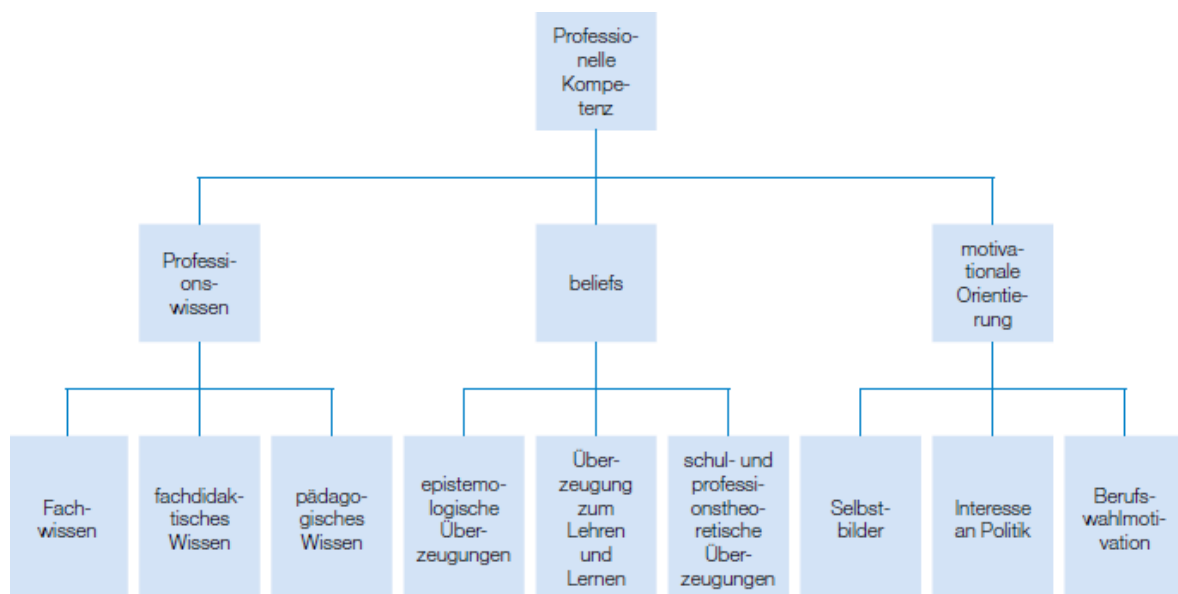 Professio-
nelle
Kompe-
tenz
Professi-
ons-
wissen
beliefs
motiva-
tionale
Orientie-
rung
Fach-
wissen
fachdidak-
tisches
Wissen
pädago-
gisches
Wissen
epistemo-
logische
Über-
zeugungen
Über-
zeugung
zum
Lehren
und
Lernen
schul- und
professi-
onstheo-
retische
Über-
zeugungen
Selbst-
bilder
Interesse
an Politik
Berufs-
wahlmoti-
vation